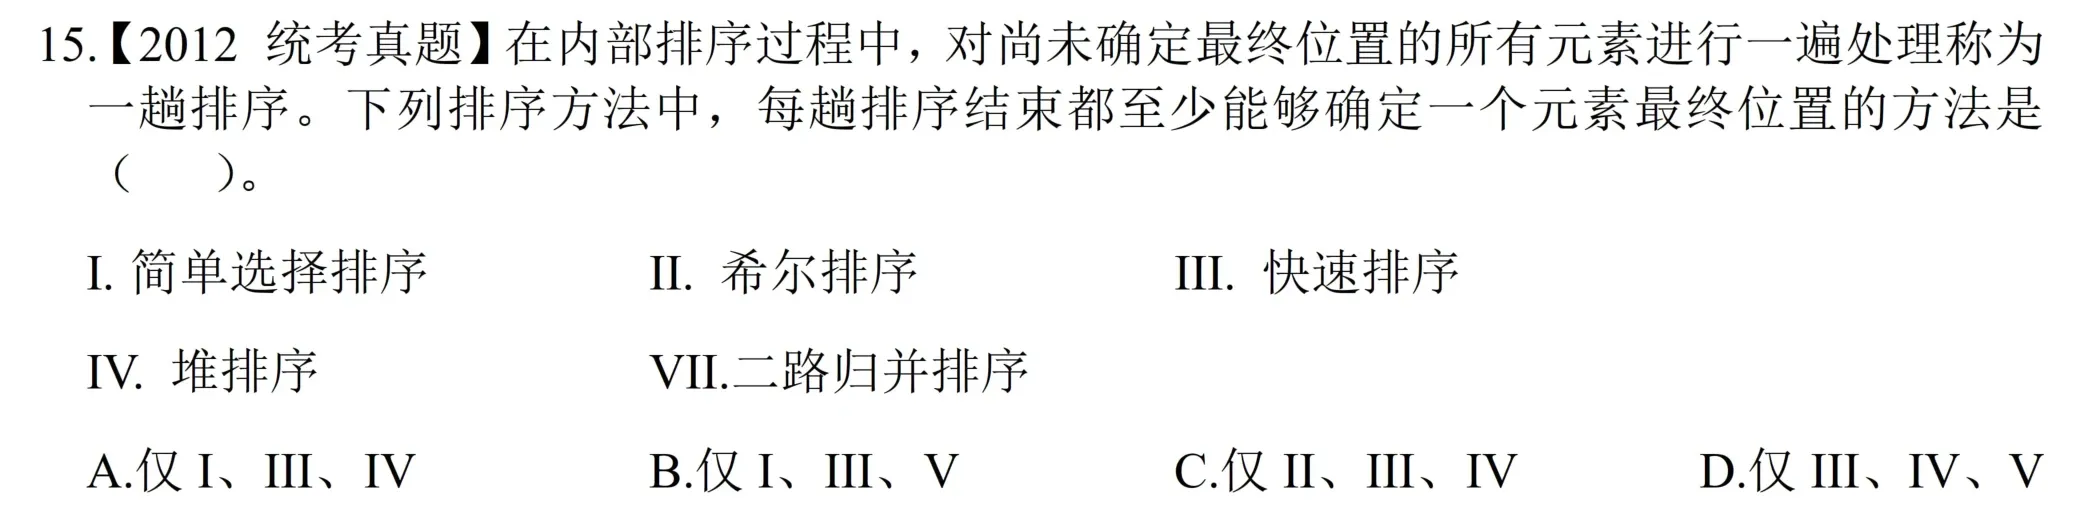 15.【2012 统考真题】在内部排序过程中，对尚未确定最终位置的所有元素进行一遍处理称为
一趟排序。下列排序方法中，每趟排序结束都至少能够确定一个元素最终位置的方法是
（　　）。
I. 简单选择排序 II. 希尔排序 III. 快速排序
IV. 堆排序 VII.二路归并排序
A.仅 I、III、IV B.仅 I、III、V C.仅 II、III、IV D.仅 III、IV、V